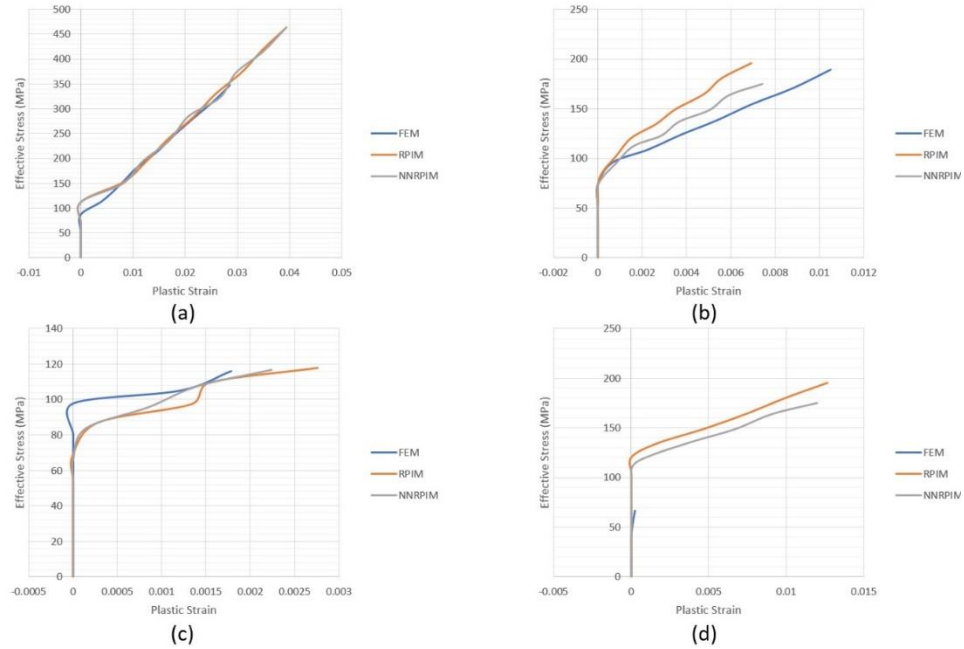 500
450
400
350
300
250
200
150
100
50
0
-0.01 0 0.01 0.02 0.03 0.04 0.05
Effective Stress (MPa)
Plastic Strain
FEM
RPIM
NNRPIM
(a)
250
200
150
100
50
0
-0.002 0 0.002 0.004 0.006 0.008 0.01 0.012
Effective Stress (MPa)
Plastic Strain
FEM
RPIM
NNRPIM
(b)
140
120
100
80
60
40
20
0
-0.0005 0 0.0005 0.001 0.0015 0.002 0.0025 0.003
Effective Stress (MPa)
Plastic Strain
FEM
RPIM
NNRPIM
(c)
250
200
150
100
50
0
-0.005 0 0.005 0.01 0.015
Effective Stress (MPa)
Plastic Strain
FEM
RPIM
NNRPIM
(d)